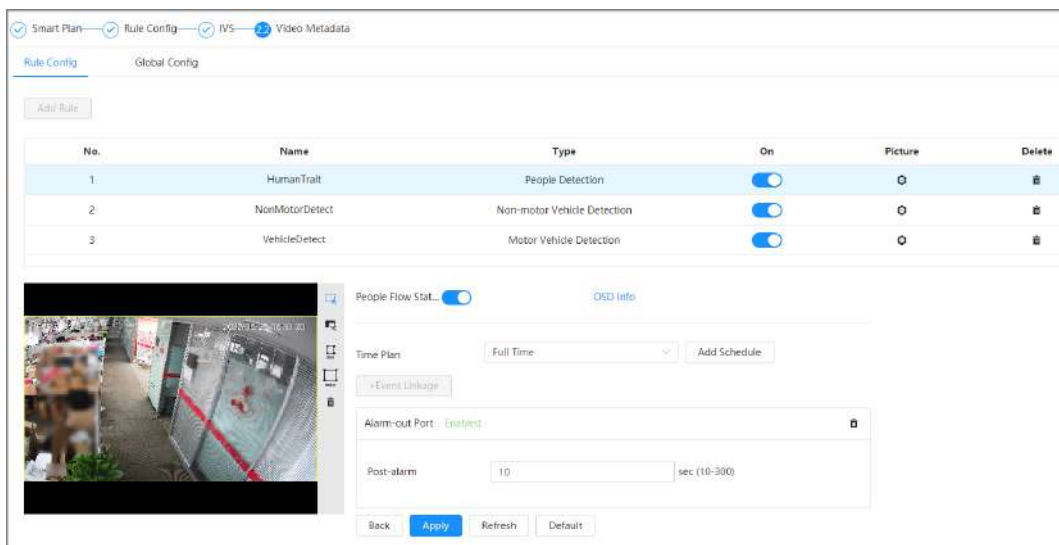 Smart Plan Rule Config IVS 2-2 Video Metadata
Rule Config Global Config
Add Rule
No. Name Type On Picture Delete
1 HumanTrait People Detection
2 NonMotorDetect Non-motor Vehicle Detection
3 VehicleDetect Motor Vehicle Detection
People Flow Stat... OSD Info
Time Plan Full Time Add Schedule
+Event Linkage
Alarm-out Port Enabled
Post-alarm 10 sec (10-300)
Back Apply Refresh Default